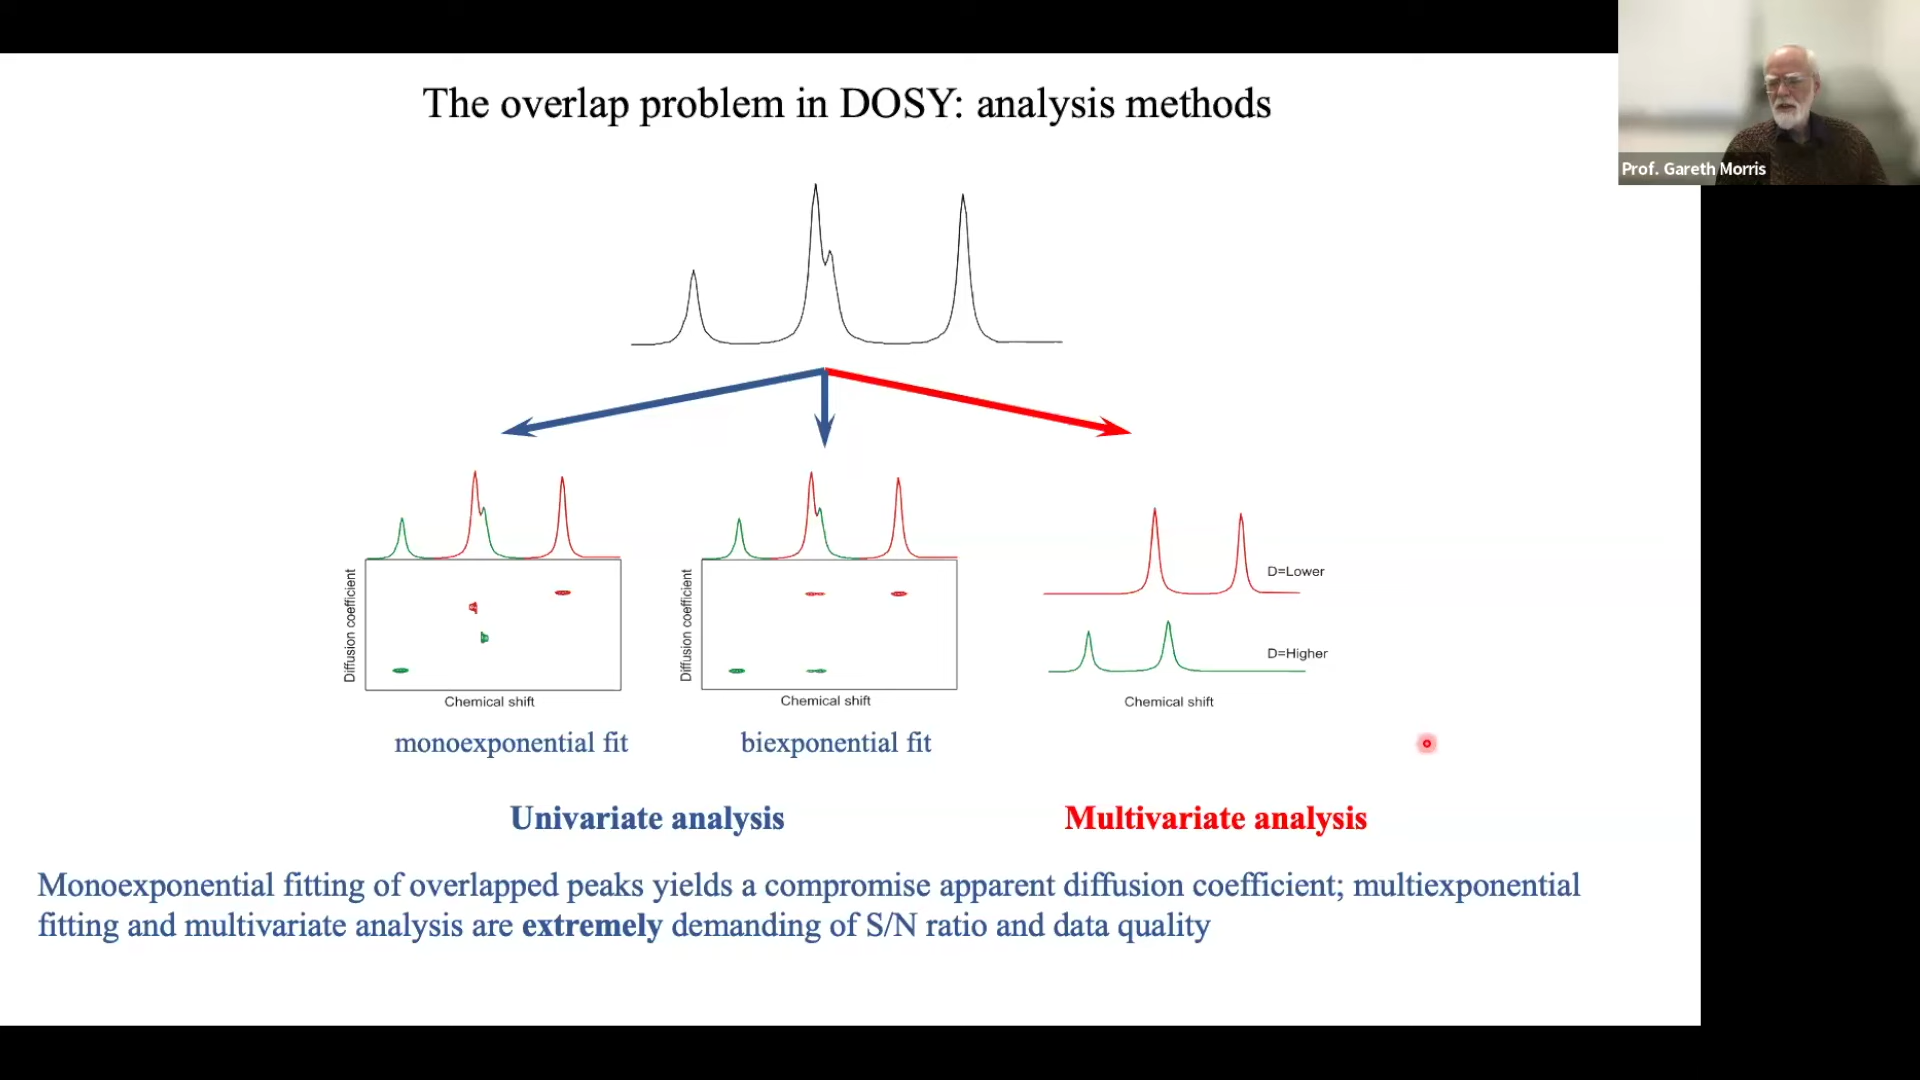 The overlap problem in DOSY: analysis methods
Prof. Gareth Morris
Diffusion coefficient
Chemical shift
monoexponential fit
Diffusion coefficient
Chemical shift
biexponential fit
D=Lower
D=Higher
Chemical shift
Univariate analysis
Multivariate analysis
Monoexponential fitting of overlapped peaks yields a compromise apparent diffusion coefficient; multiexponential
fitting and multivariate analysis are extremely demanding of S/N ratio and data quality